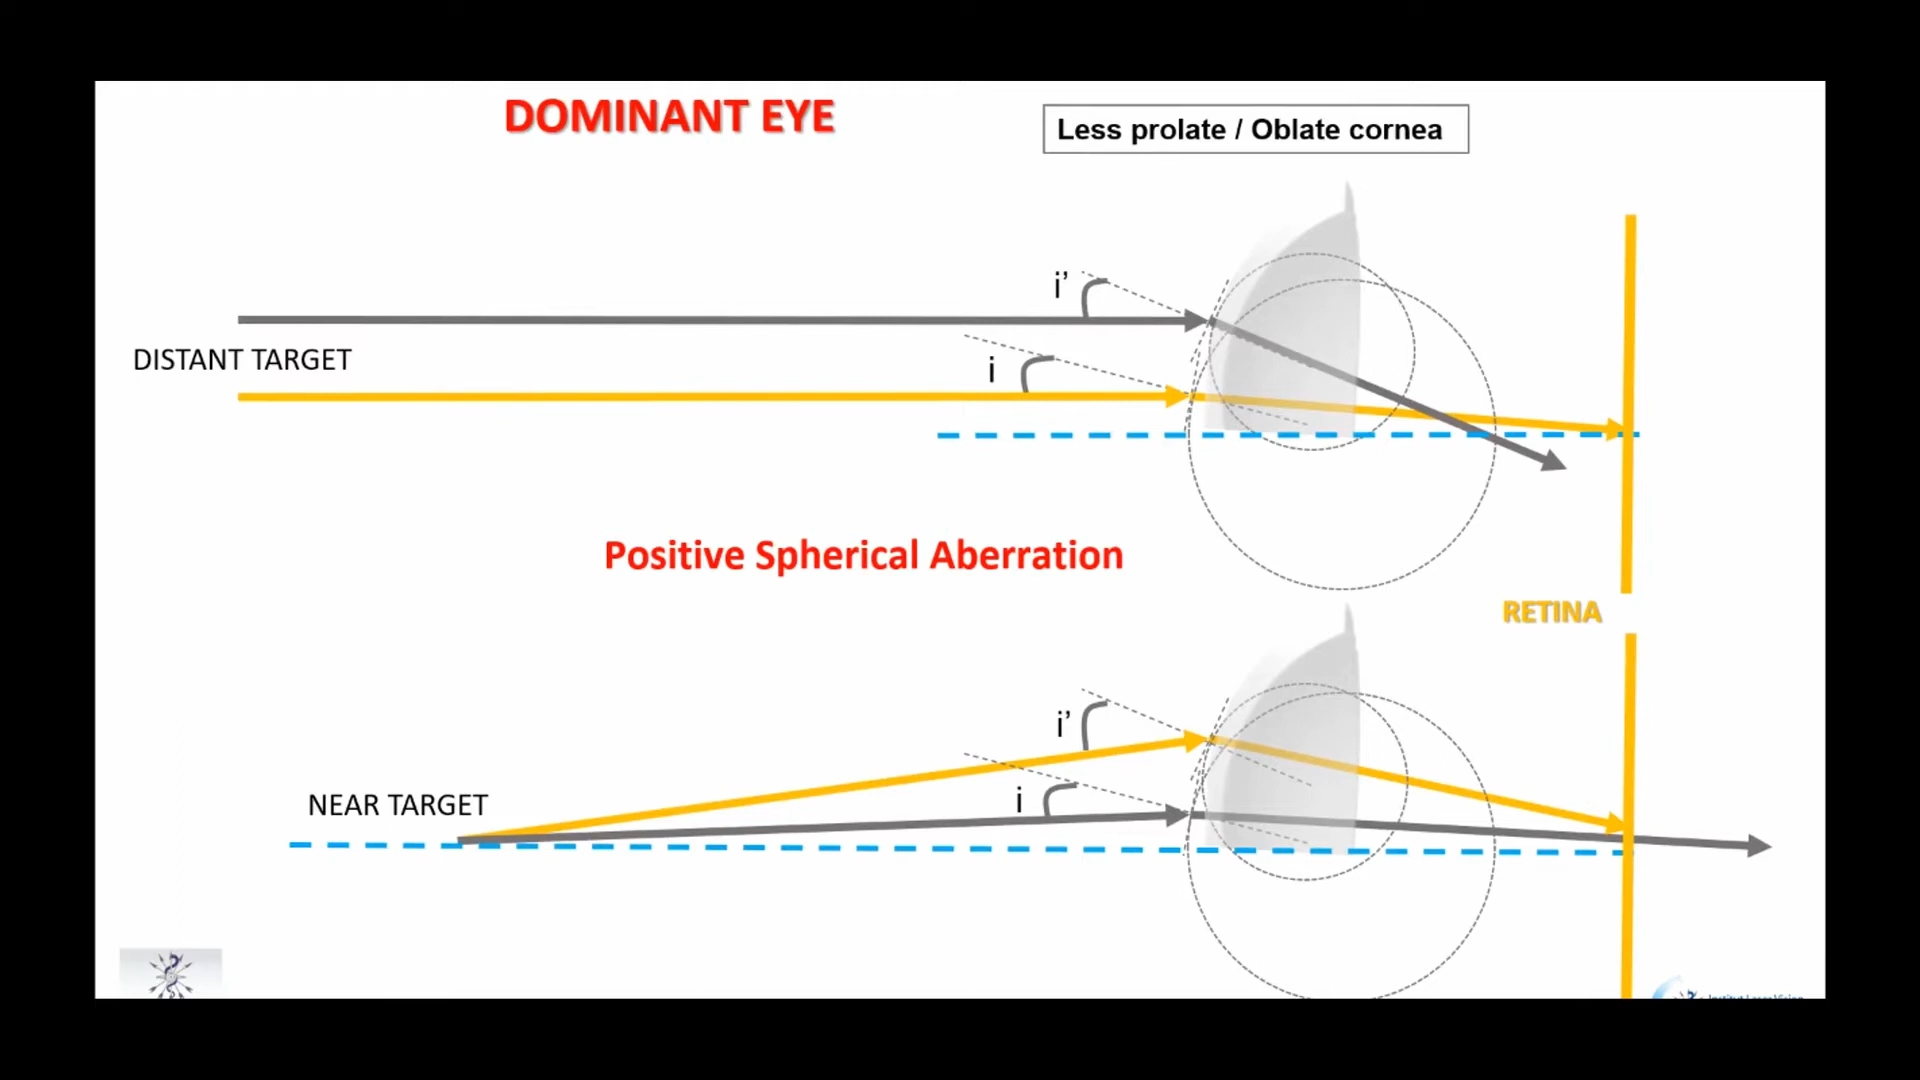 DOMINANT EYE
Less prolate / Oblate cornea
i’
DISTANT TARGET
i
Positive Spherical Aberration
RETINA
i’
NEAR TARGET
i